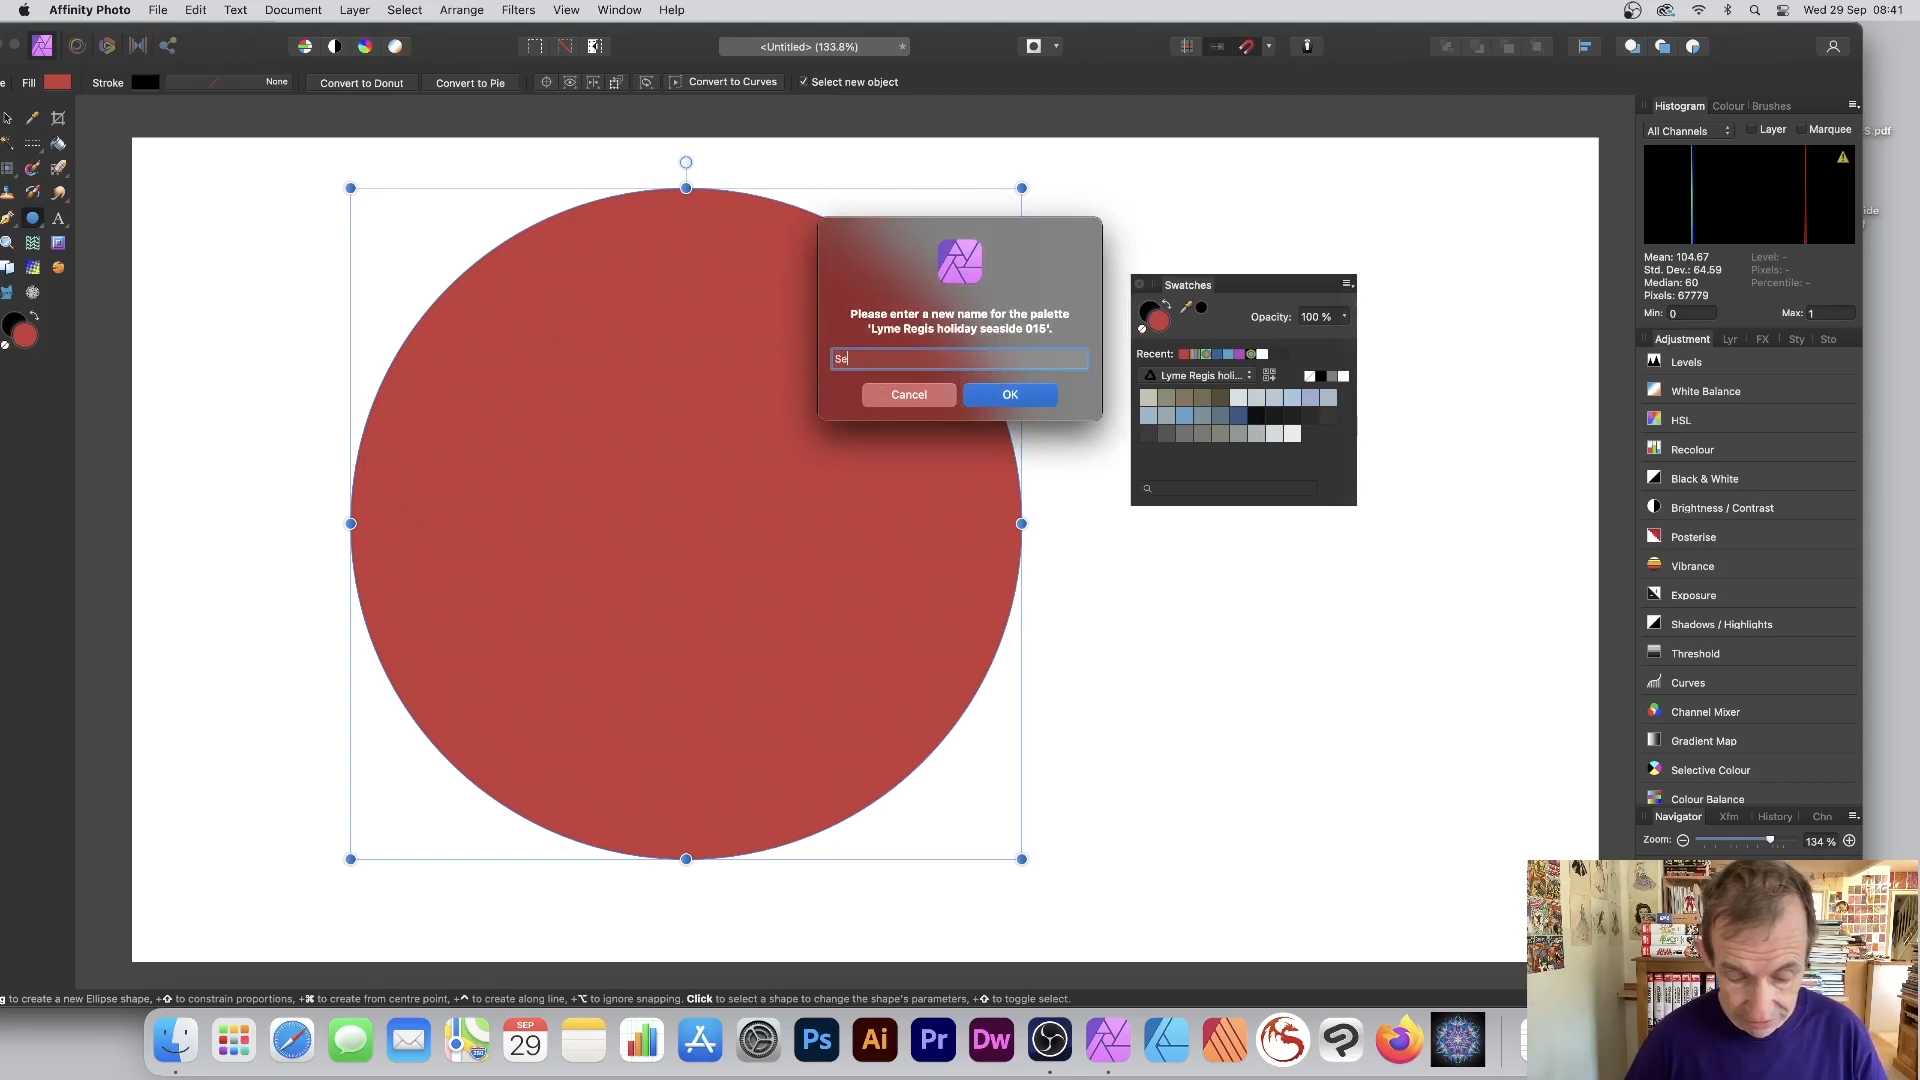 Affinity Photo File Edit Text Document Layer Select Arrange Filters View Window Help Wed 29 Sep 08:41
<Untitled> (133.8%) *
Fill Stroke None Convert to Donut Convert to Pie Convert to Curves Select new object
Histogram Colour Brushes
All Channels Layer Marquee
S.pdf
ide
Mean: 104.67 Level: -
Std. Dev.: 64.59 Pixels: -
Median: 60 Percentile: -
Pixels: 67779
Min: 0 Max: 1
Adjustment Lyr FX Sty Sto
Levels
White Balance
HSL
Recolour
Black & White
Brightness / Contrast
Posterise
Vibrance
Exposure
Shadows / Highlights
Threshold
Curves
Channel Mixer
Gradient Map
Selective Colour
Colour Balance
Navigator Xfm History Chn
Zoom: 134 %
Please enter a new name for the palette
'Lyme Regis holiday seaside 015'.
Se
Cancel OK
Swatches
Opacity: 100 %
Recent:
Lyme Regis holi...
g to create a new Ellipse shape, +⇧ to constrain proportions, +⌘ to create from centre point, +^ to create along line, +⌥ to ignore snapping. Click to select a shape to change the shape's parameters, +⇧ to toggle select.
SEP
29
280
Ps Ai Pr Dw